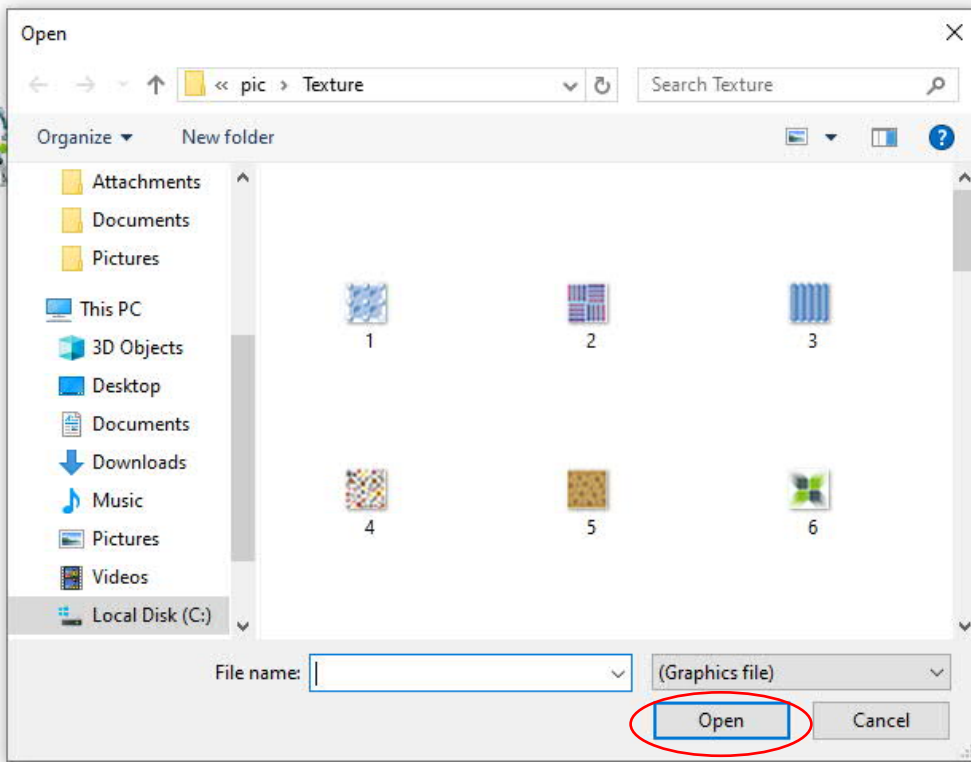 Open
« pic › Texture
Search Texture
Organize
New folder
?
Attachments
Documents
Pictures
This PC
3D Objects
Desktop
Documents
Downloads
Music
Pictures
Videos
Local Disk (C:)
1
2
3
4
5
6
File name:
(Graphics file)
Open
Cancel